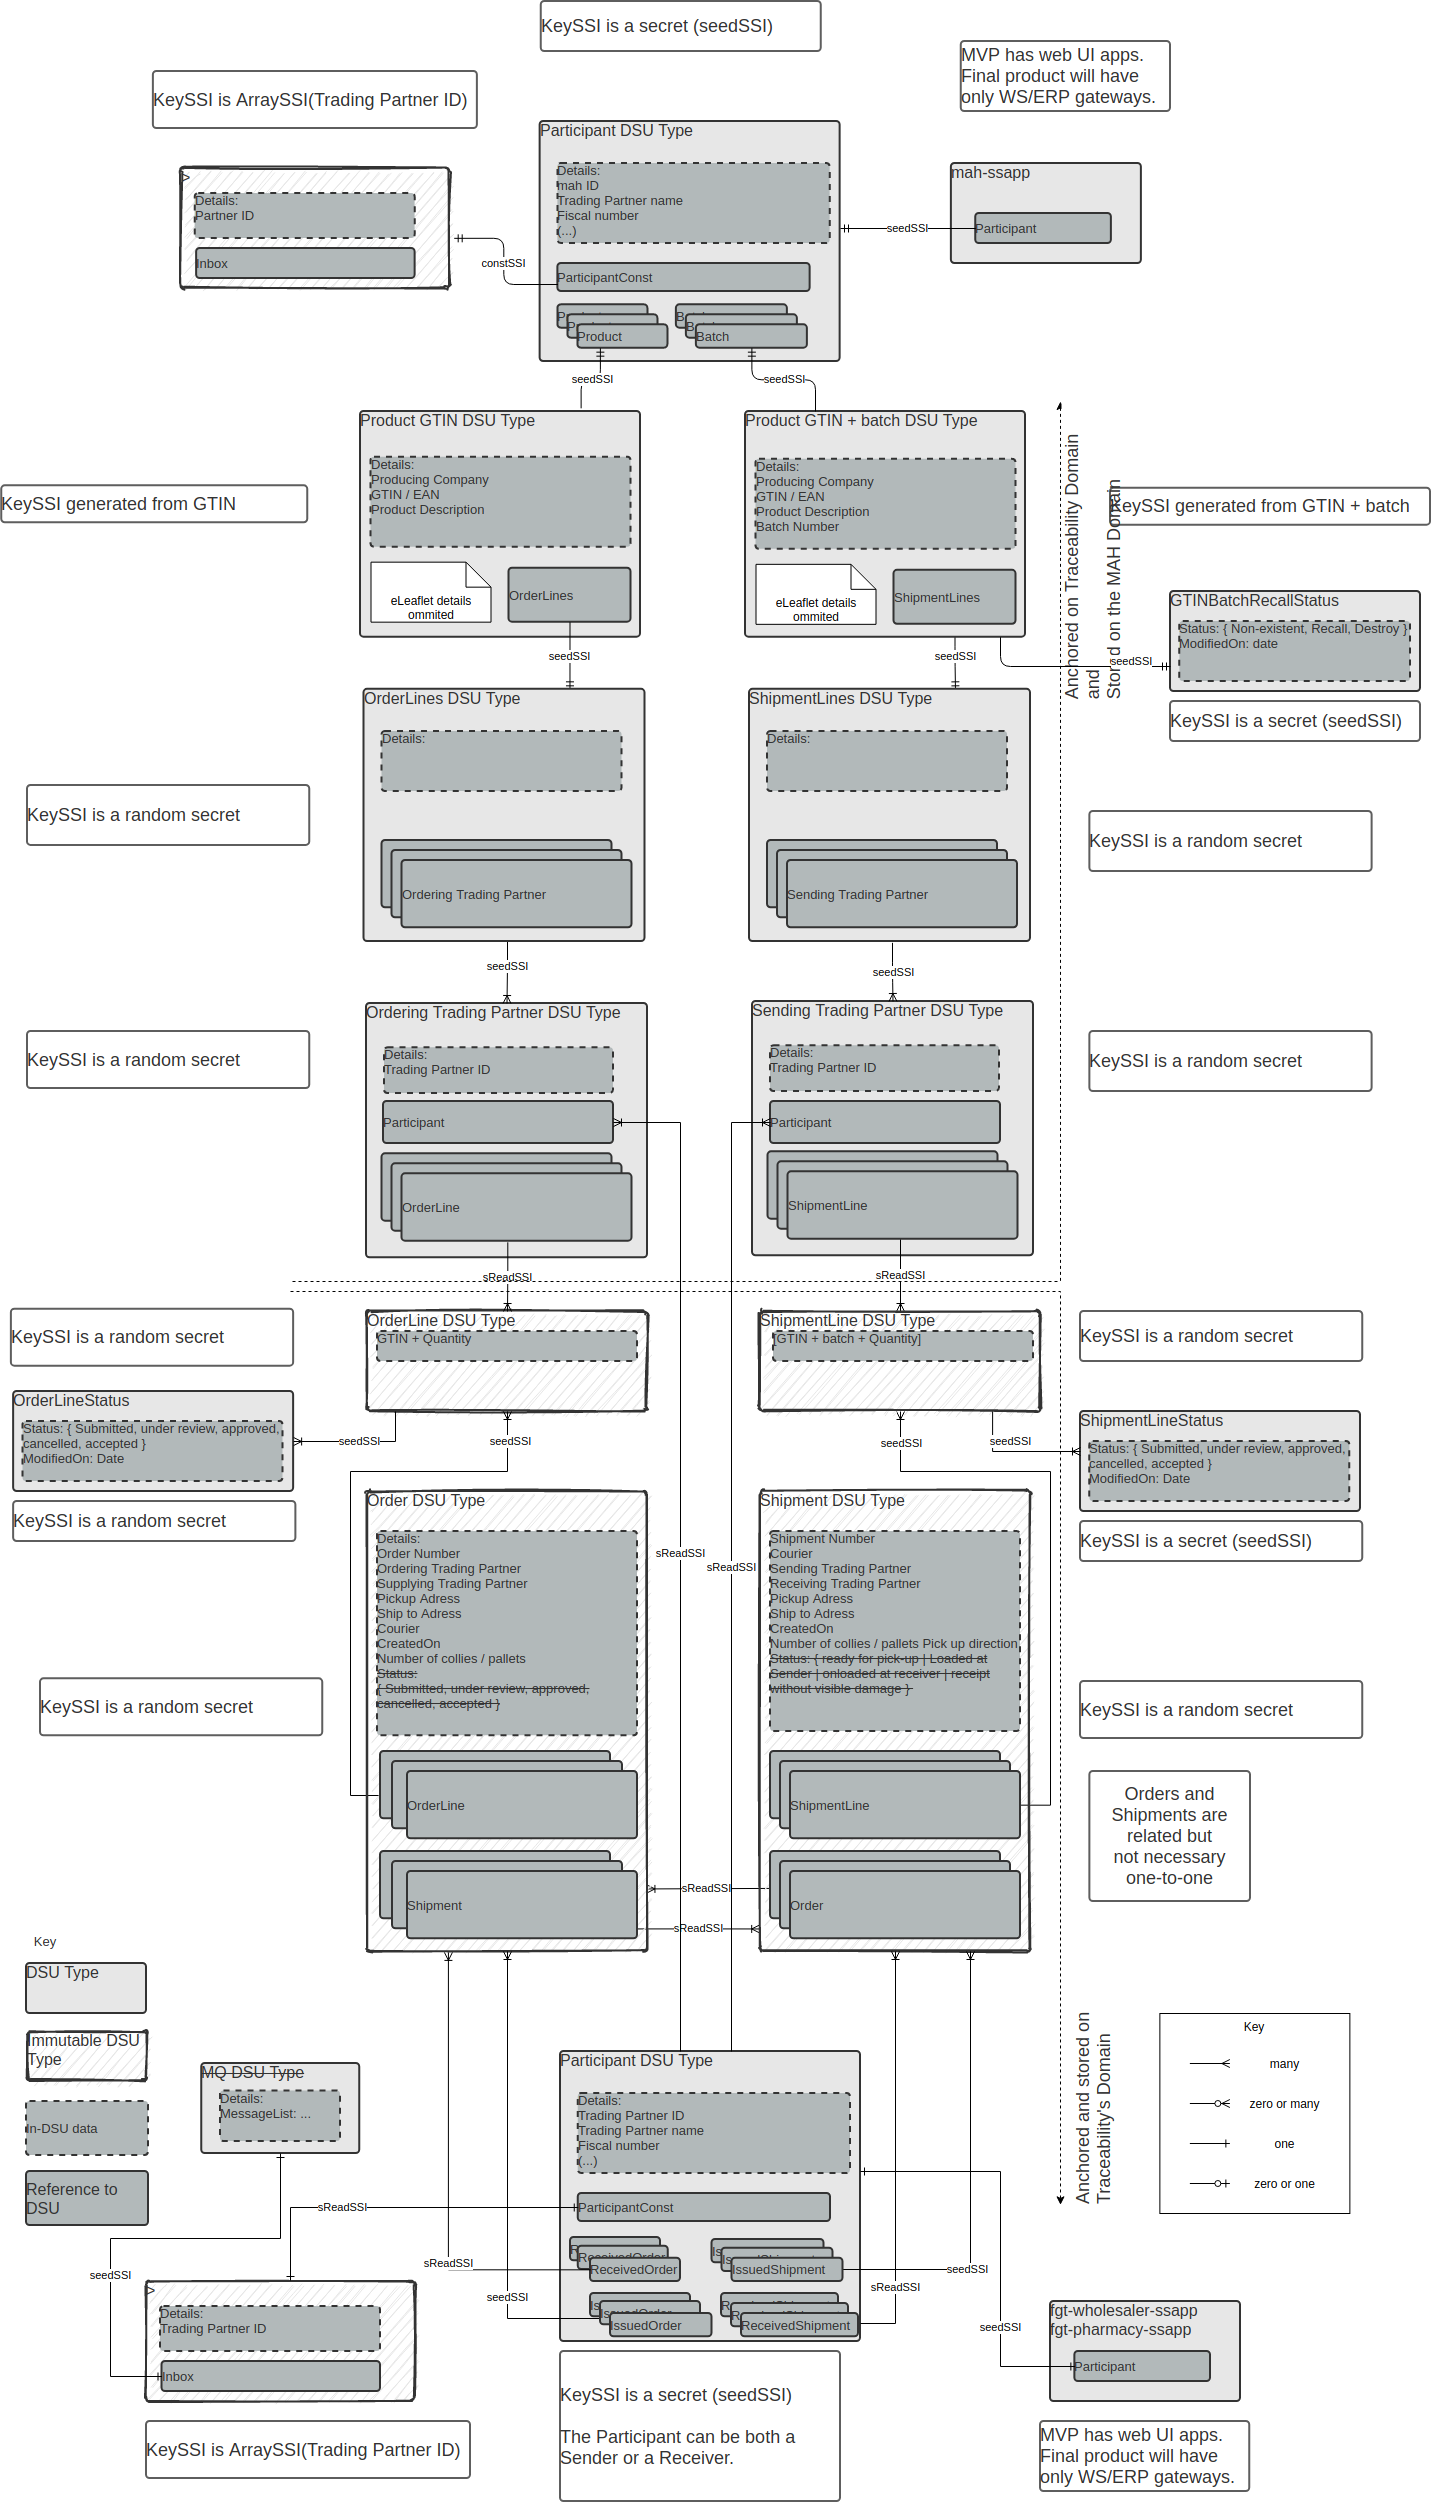 KeySSI is a secret (seedSSI)
MVP has web UI apps.
Final product will have
only WS/ERP gateways.
KeySSI is ArraySSI(Trading Partner ID)
Participant DSU Type
Details:
mah ID
Trading Partner name
Fiscal number
(...)
ParticipantConst
Product
Batch
>
Details:
Partner ID
Inbox
constSSI
mah-ssapp
Participant
seedSSI
seedSSI
seedSSI
Product GTIN DSU Type
Details:
Producing Company
GTIN / EAN
Product Description
eLeaflet details
ommited
OrderLines
Product GTIN + batch DSU Type
Details:
Producing Company
GTIN / EAN
Product Description
Batch Number
eLeaflet details
ommited
ShipmentLines
KeySSI generated from GTIN
Anchored on Traceability Domain
and
Stored on the MAH Domain
KeySSI generated from GTIN + batch
GTINBatchRecallStatus
Status: { Non-existent, Recall, Destroy }
ModifiedOn: date
seedSSI
KeySSI is a secret (seedSSI)
seedSSI
seedSSI
OrderLines DSU Type
Details:
Ordering Trading Partner
ShipmentLines DSU Type
Details:
Sending Trading Partner
KeySSI is a random secret
KeySSI is a random secret
seedSSI
seedSSI
Ordering Trading Partner DSU Type
Details:
Trading Partner ID
Participant
OrderLine
Sending Trading Partner DSU Type
Details:
Trading Partner ID
Participant
ShipmentLine
KeySSI is a random secret
KeySSI is a random secret
sReadSSI
sReadSSI
KeySSI is a random secret
OrderLine DSU Type
GTIN + Quantity
ShipmentLine DSU Type
[GTIN + batch + Quantity]
KeySSI is a random secret
OrderLineStatus
Status: { Submitted, under review, approved,
cancelled, accepted }
ModifiedOn: Date
seedSSI
seedSSI
seedSSI
seedSSI
ShipmentLineStatus
Status: { Submitted, under review, approved,
cancelled, accepted }
ModifiedOn: Date
KeySSI is a random secret
KeySSI is a secret (seedSSI)
Order DSU Type
Details:
Order Number
Ordering Trading Partner
Supplying Trading Partner
Pickup Adress
Ship to Adress
Courier
CreatedOn
Number of collies / pallets
Status:
{ Submitted, under review, approved,
cancelled, accepted }
OrderLine
Shipment
sReadSSI
sReadSSI
Shipment DSU Type
Shipment Number
Courier
Sending Trading Partner
Receiving Trading Partner
Pickup Adress
Ship to Adress
CreatedOn
Number of collies / pallets Pick up direction
Status: { ready for pick-up | Loaded at
Sender | onloaded at receiver | receipt
without visible damage }
ShipmentLine
Order
KeySSI is a random secret
KeySSI is a random secret
Orders and
Shipments are
related but
not necessary
one-to-one
sReadSSI
sReadSSI
Key
DSU Type
Immutable DSU
Type
In-DSU data
Reference to
DSU
MQ DSU Type
Details:
MessageList: ...
Participant DSU Type
Details:
Trading Partner ID
Trading Partner name
Fiscal number
(...)
ParticipantConst
ReceivedOrder
ReceivedOrder
IssuedShipment
IssuedOrder
IssuedOrder
ReceivedShipment
Anchored and stored on
Traceability's Domain
Key
many
zero or many
one
zero or one
sReadSSI
sReadSSI
seedSSI
seedSSI
sReadSSI
seedSSI
seedSSI
>
Details:
Trading Partner ID
Inbox
KeySSI is ArraySSI(Trading Partner ID)
KeySSI is a secret (seedSSI)
The Participant can be both a
Sender or a Receiver.
fgt-wholesaler-ssapp
fgt-pharmacy-ssapp
Participant
MVP has web UI apps.
Final product will have
only WS/ERP gateways.